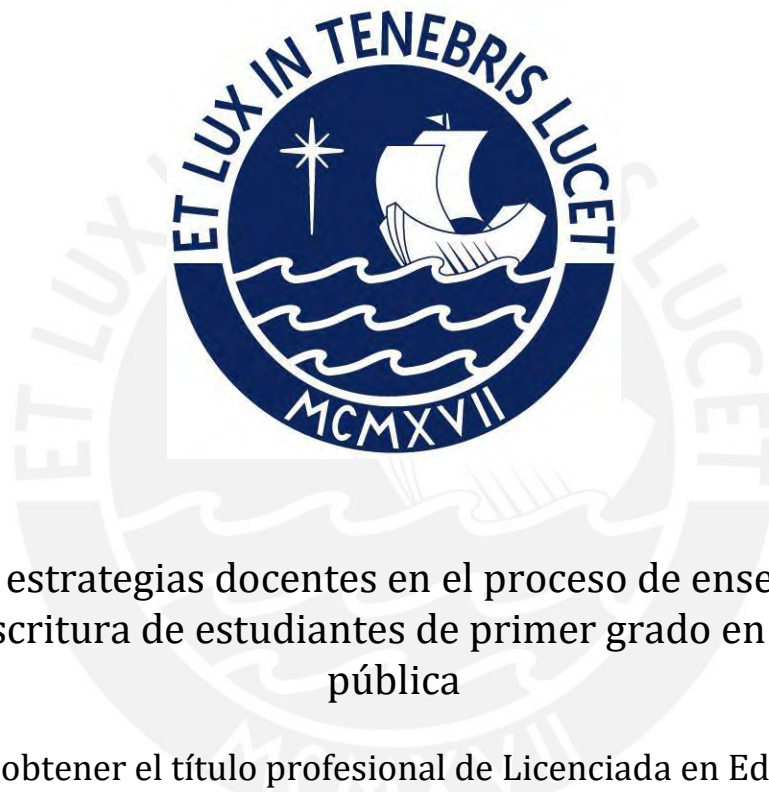 ET LUX IN TENEBRIS LUCET
MCMXVII
estrategias docentes en el proceso de ense
scritura de estudiantes de primer grado en
pública
obtener el título profesional de Licenciada en Ed